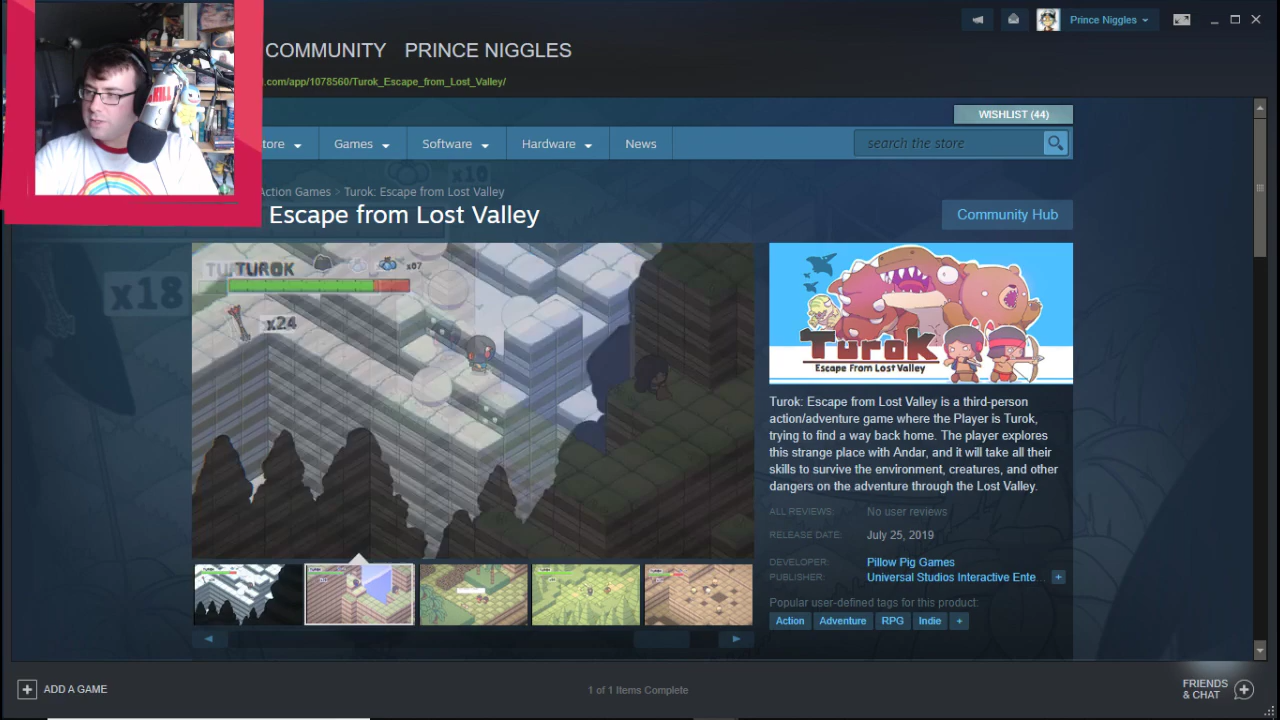 Prince Niggles
COMMUNITY PRINCE NIGGLES
.com/app/1078560/Turok_Escape_from_Lost_Valley/
WISHLIST (44)
tore Games Software Hardware News
search the store
x10
Action Games > Turok: Escape from Lost Valley
Escape from Lost Valley
Community Hub
TUROK
x07
x18
x24
SKILL
Turok
Escape From Lost Valley
Turok: Escape from Lost Valley is a third-person
action/adventure game where the Player is Turok,
trying to find a way back home. The player explores
this strange place with Andar, and it will take all their
skills to survive the environment, creatures, and other
dangers on the adventure through the Lost Valley.
ALL REVIEWS: No user reviews
RELEASE DATE: July 25, 2019
DEVELOPER: Pillow Pig Games
PUBLISHER: Universal Studios Interactive Ente... +
Popular user-defined tags for this product:
Action Adventure RPG Indie +
+ ADD A GAME
1 of 1 Items Complete
FRIENDS
& CHAT +